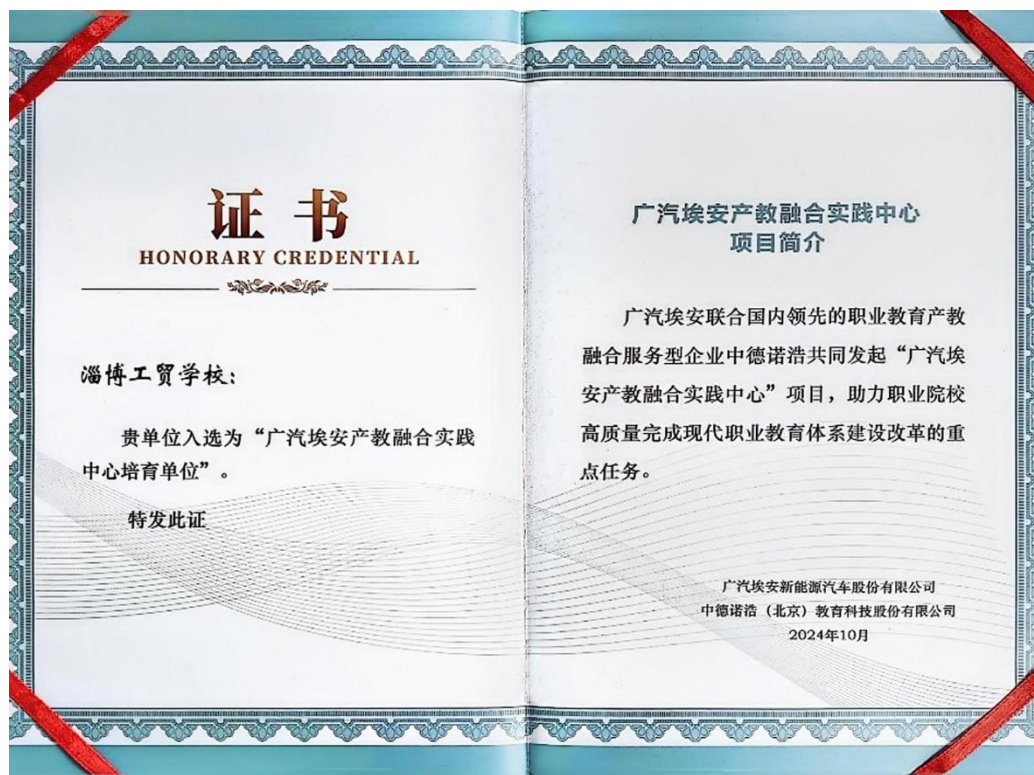 证 书
HONORARY CREDENTIAL
淄博工贸学校:
贵单位入选为“广汽埃安产教融合实践
中心培育单位”。
特发此证
广汽埃安产教融合实践中心
项目简介
广汽埃安联合国内领先的职业教育产教
融合服务型企业中德诺浩共同发起“广汽埃
安产教融合实践中心”项目，助力职业院校
高质量完成现代职业教育体系建设改革的重
点任务。
广汽埃安新能源汽车股份有限公司
中德诺浩（北京）教育科技股份有限公司
2024年10月